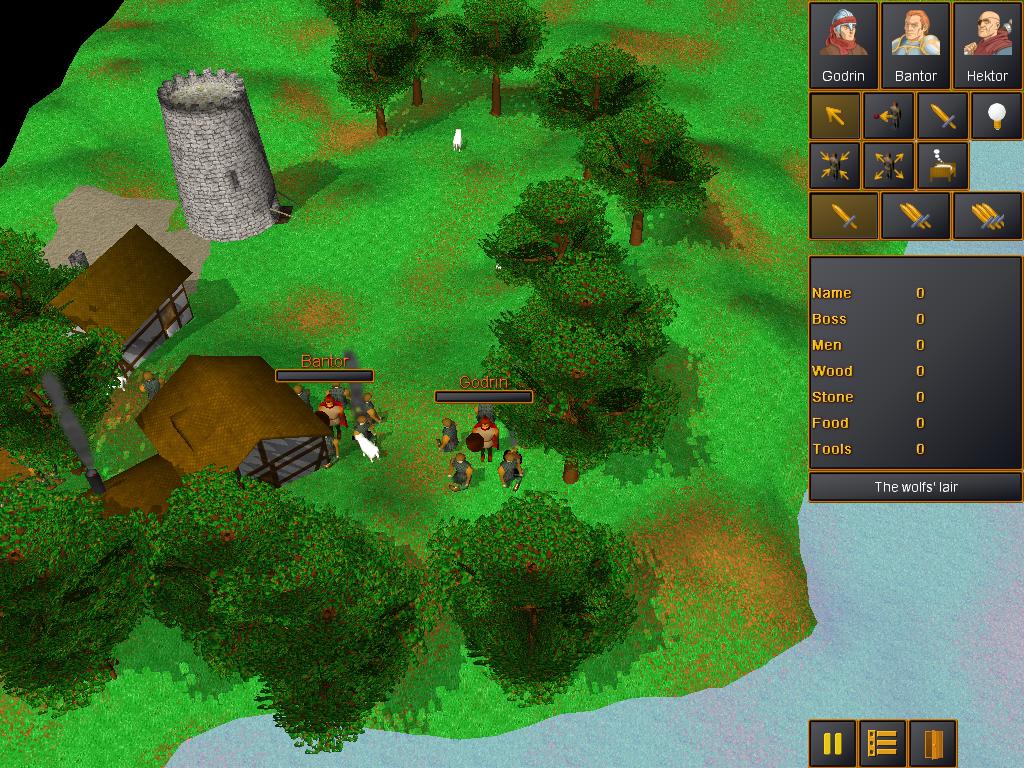 Godrin Bantor Hektor
Bantor
Godrin
Name 0
Boss 0
Men 0
Wood 0
Stone 0
Food 0
Tools 0
The wolfs' lair